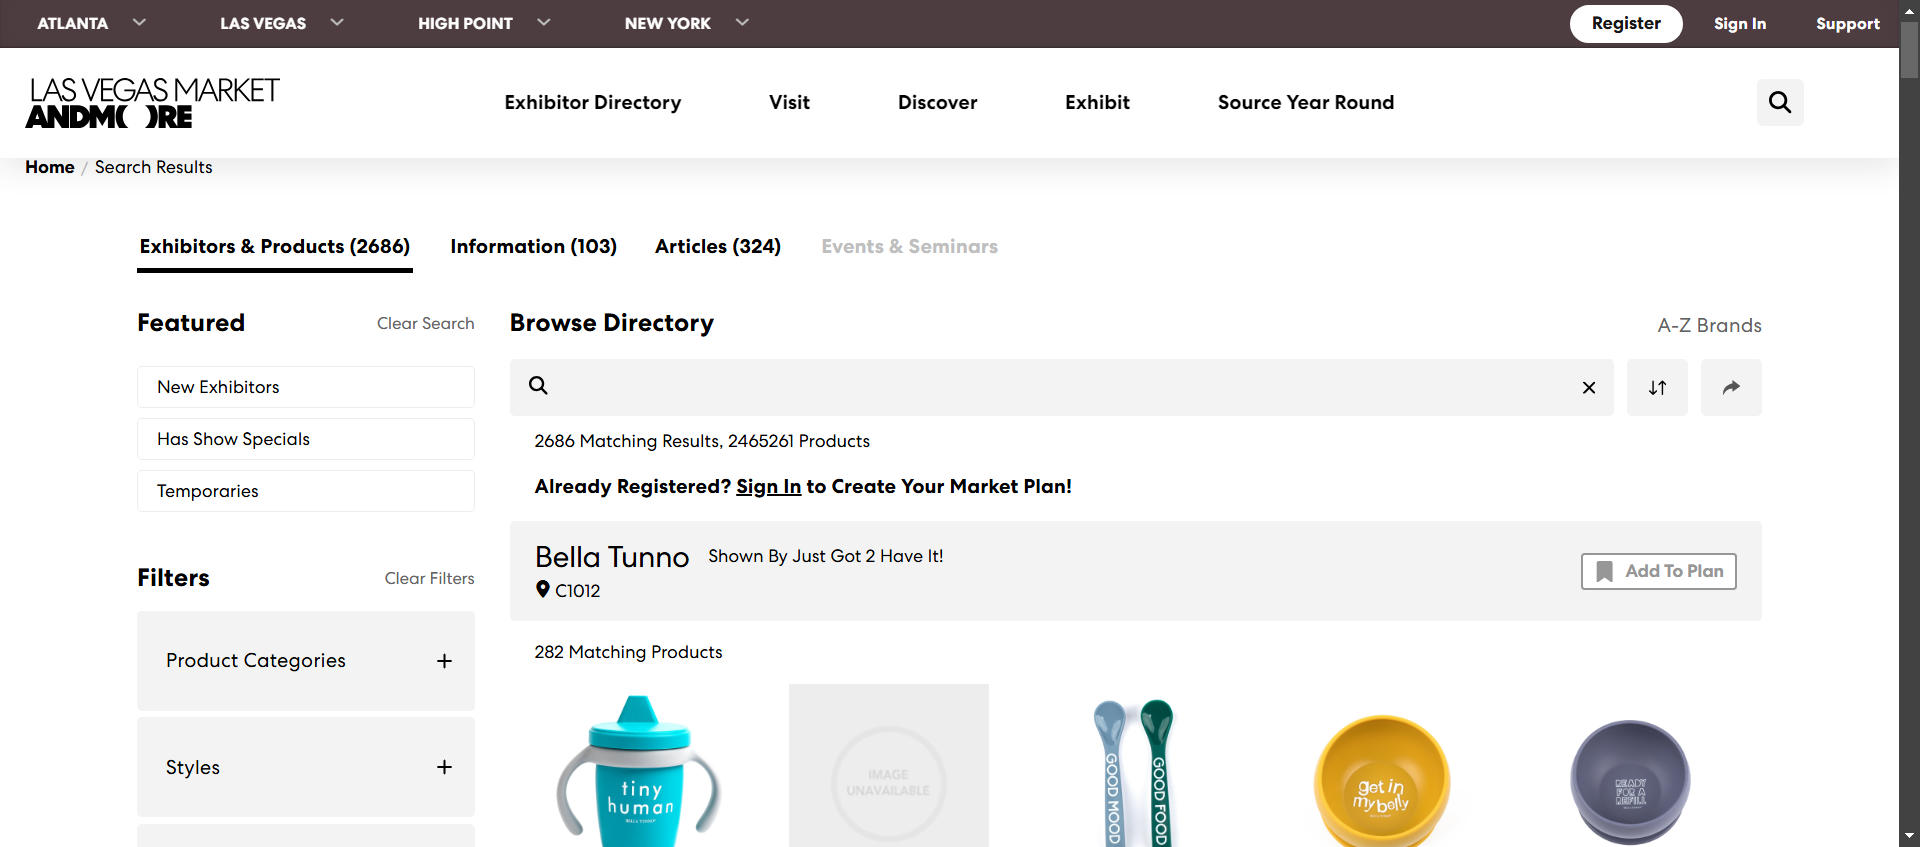 ATLANTA LAS VEGAS HIGH POINT NEW YORK Register Sign In Support
LAS VEGAS MARKET
ANDMORE
Exhibitor Directory Visit Discover Exhibit Source Year Round
Home / Search Results
Exhibitors & Products (2686) Information (103) Articles (324) Events & Seminars
Featured Clear Search
New Exhibitors
Has Show Specials
Temporaries
Filters Clear Filters
Product Categories +
Styles +
Browse Directory A-Z Brands
2686 Matching Results, 2465261 Products
Already Registered? Sign In to Create Your Market Plan!
Bella Tunno Shown By Just Got 2 Have It!
C1012
Add To Plan
282 Matching Products
tiny
human
BELLA TUNNO
IMAGE
UNAVAILABLE
GOOD MOOD
GOOD FOOD
get in
my belly
BELLA TUNNO
READY
FOR A
REFILL